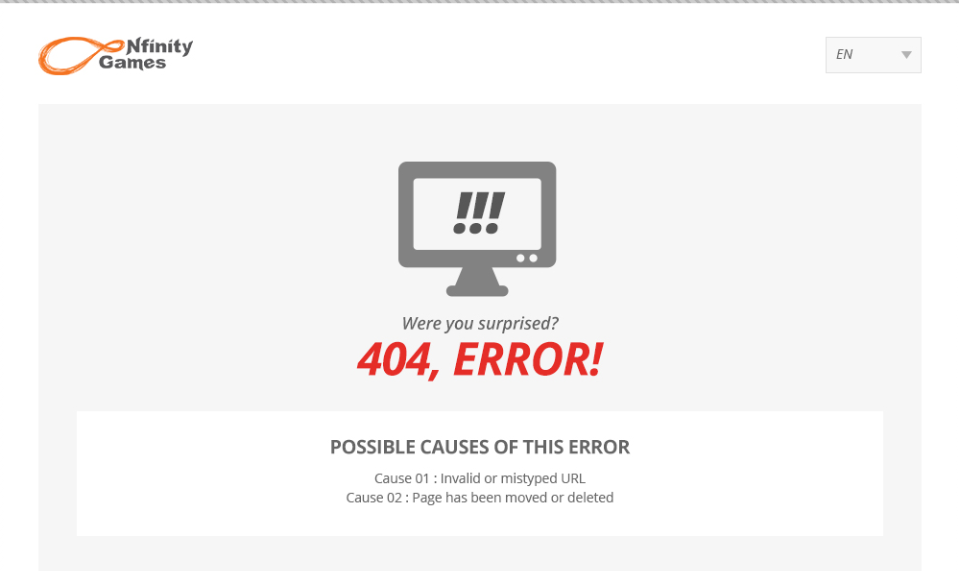 Nfinity
Games
EN
!!!
Were you surprised?
404, ERROR!
POSSIBLE CAUSES OF THIS ERROR
Cause 01 : Invalid or mistyped URL
Cause 02 : Page has been moved or deleted